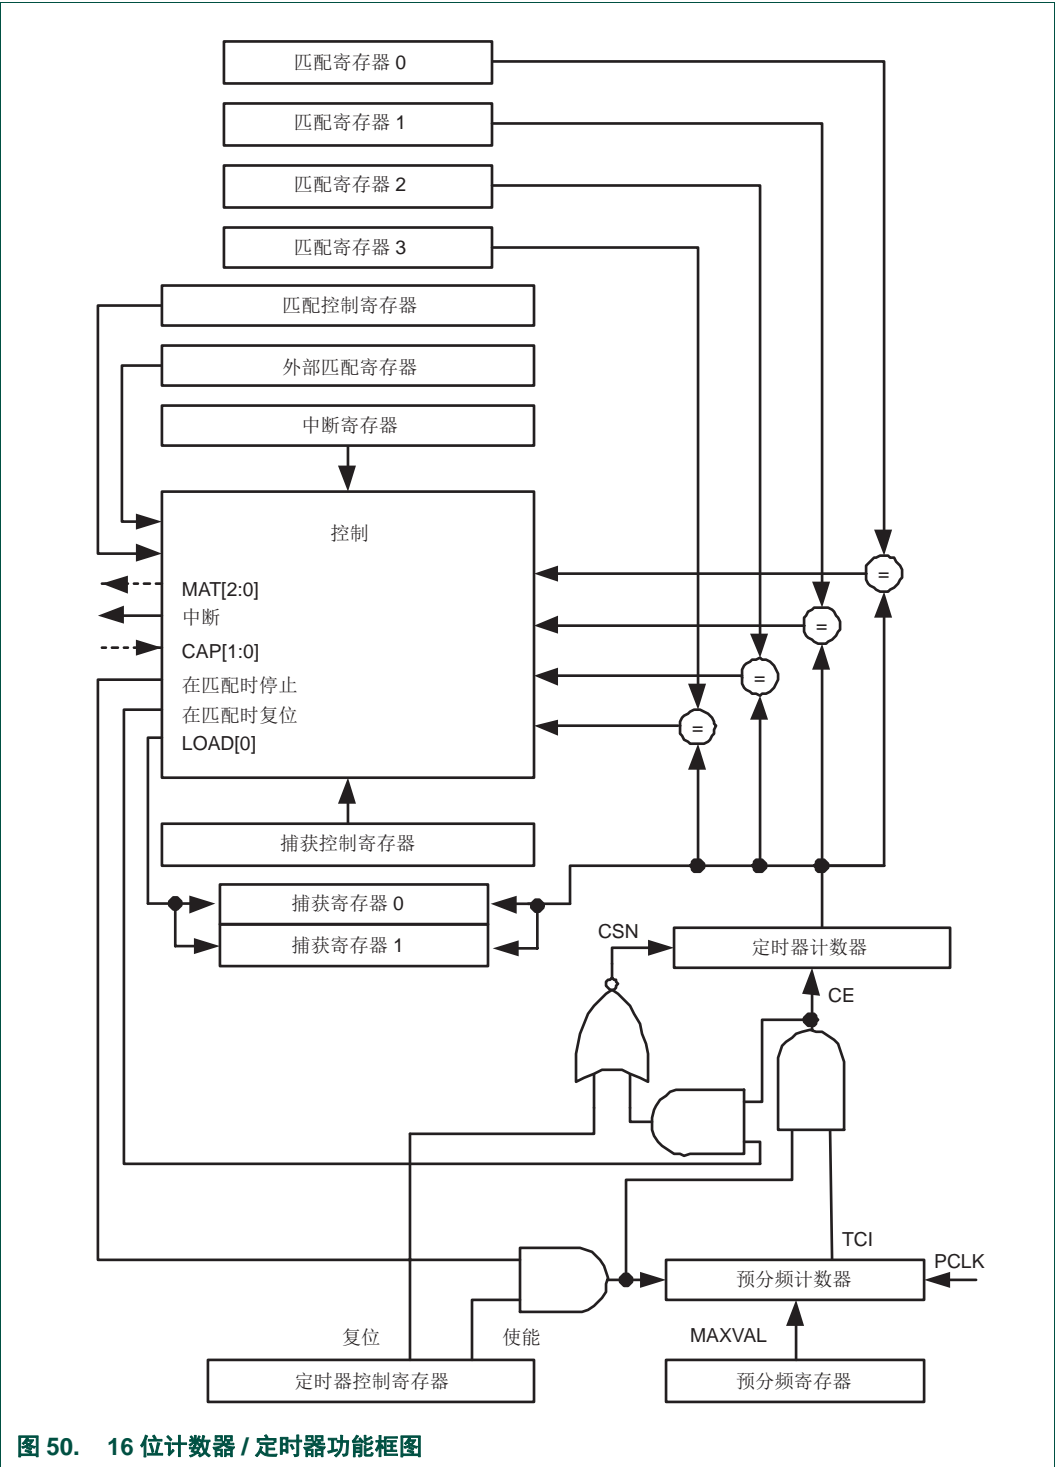 匹配寄存器 0
匹配寄存器 1
匹配寄存器 2
匹配寄存器 3
匹配控制寄存器
外部匹配寄存器
中断寄存器
控制
=
MAT[2:0]
中断
=
CAP[1:0]
=
在匹配时停止
在匹配时复位
=
LOAD[0]
捕获控制寄存器
捕获寄存器 0
捕获寄存器 1
CSN
定时器计数器
CE
TCI
PCLK
预分频计数器
复位
使能
MAXVAL
定时器控制寄存器
预分频寄存器
图 50. 16 位计数器 / 定时器功能框图